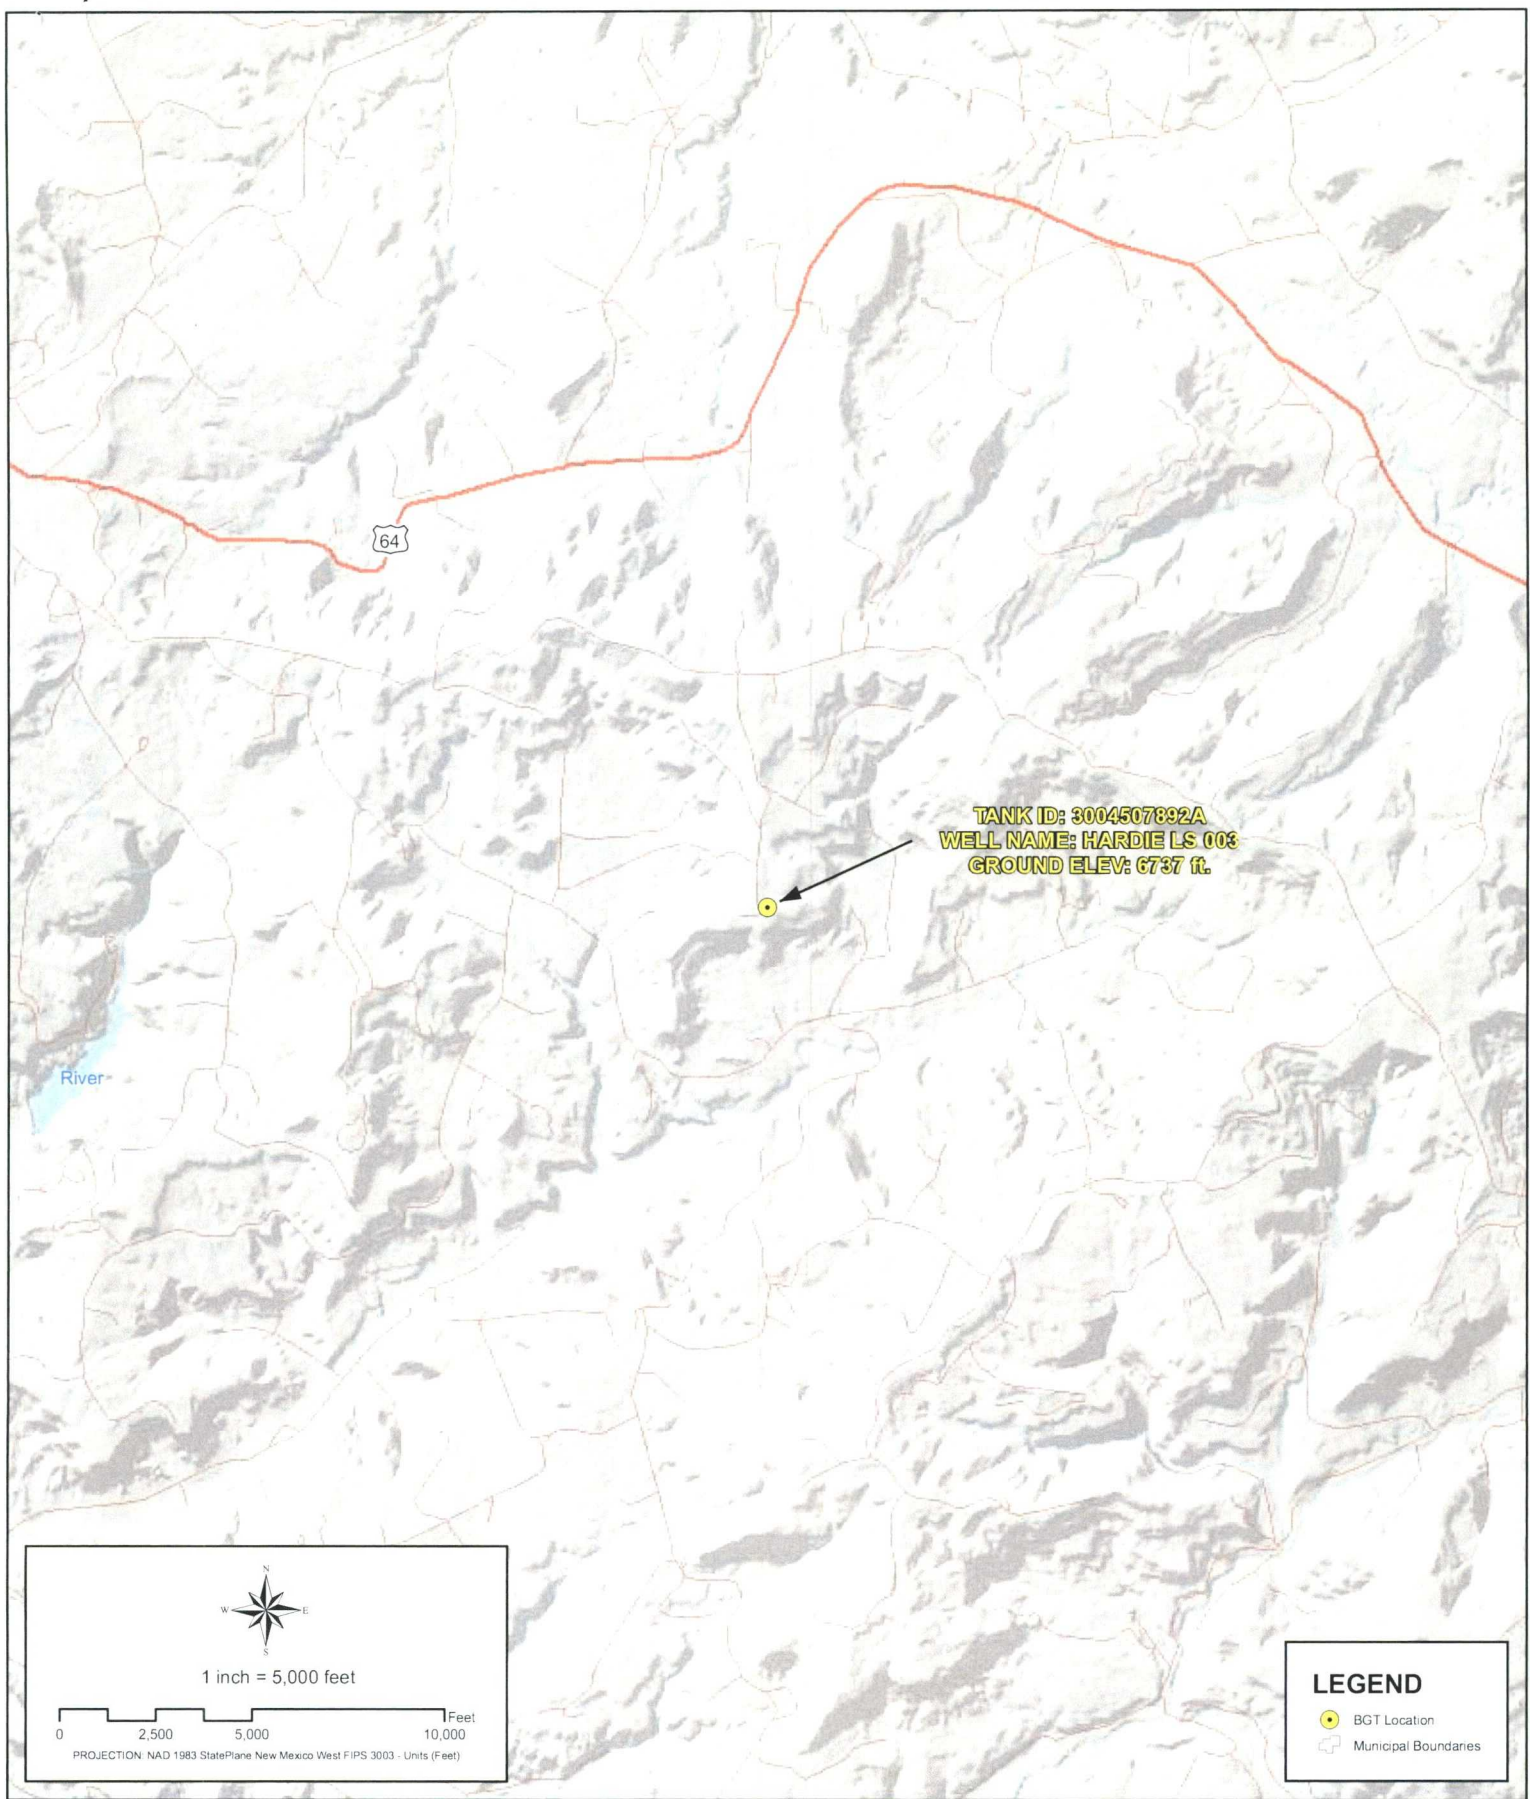 64
TANK ID: 3004507892A
WELL NAME: HARDIE LS 003
GROUND ELEV: 6737 ft.
River
N
W E
S
1 inch = 5,000 feet
Feet
0 2,500 5,000 10,000
PROJECTION: NAD 1983 StatePlane New Mexico West FIPS 3003 - Units (Feet)
LEGEND
BGT Location
Municipal Boundaries